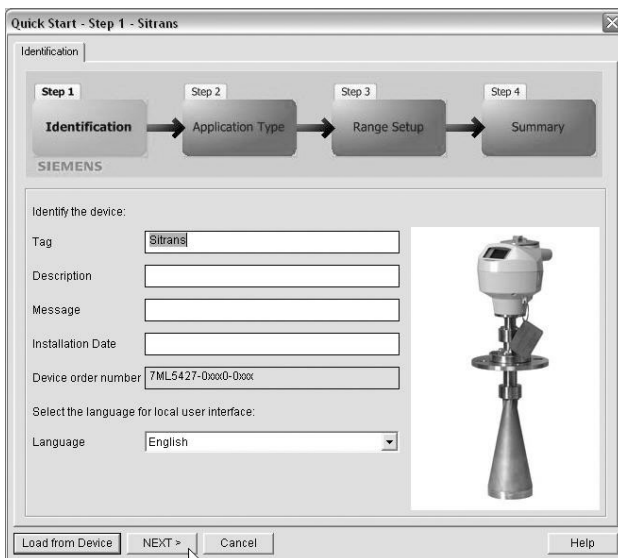 Quick Start - Step 1 - Sitrans
Identification
Step 1
Step 2
Step 3
Step 4
Identification
Application Type
Range Setup
Summary
SIEMENS
Identify the device:
Tag
Sitrans
Description
Message
Installation Date
Device order number
7ML5427-0xxx0-0xxx
Select the language for local user interface:
Language
English
Load from Device
NEXT >
Cancel
Help